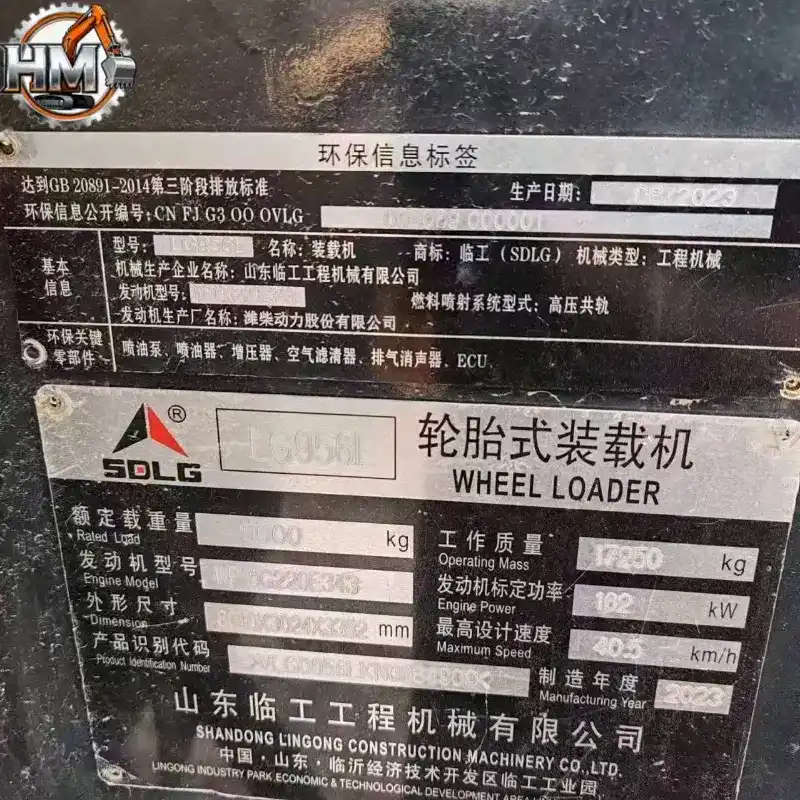 HM
环保信息标签
达到GB 20891-2014第三阶段排放标准
生产日期: 2023
环保信息公开编号: CN FJ G3 00 0VLG
基本信息
型号: LG956L 名称: 装载机 商标: 临工 (SDLG) 机械类型: 工程机械
机械生产企业名称: 山东临工工程机械有限公司
发动机型号: 燃料喷射系统型式: 高压共轨
发动机生产厂名称: 潍柴动力股份有限公司
环保关键零部件
喷油泵、喷油器、增压器、空气滤清器、排气消声器、ECU
SDLG ®
LG956L
轮胎式装载机
WHEEL LOADER
额定载重量 kg
Rated Load
工作质量 17250 kg
Operating Mass
发动机型号
Engine Model
发动机标定功率 162 kW
Engine Power
外形尺寸 mm
Dimension
最高设计速度 40.5 km/h
Maximum Speed
产品识别代码
Product Identification Number
制造年度 2023
Manufacturing Year
山东临工工程机械有限公司
SHANDONG LINGONG CONSTRUCTION MACHINERY CO.,LTD.
中国·山东·临沂经济技术开发区临工工业园
LINGONG INDUSTRY PARK ECONOMIC & TECHNOLOGICAL DEVELOPMENT AREA